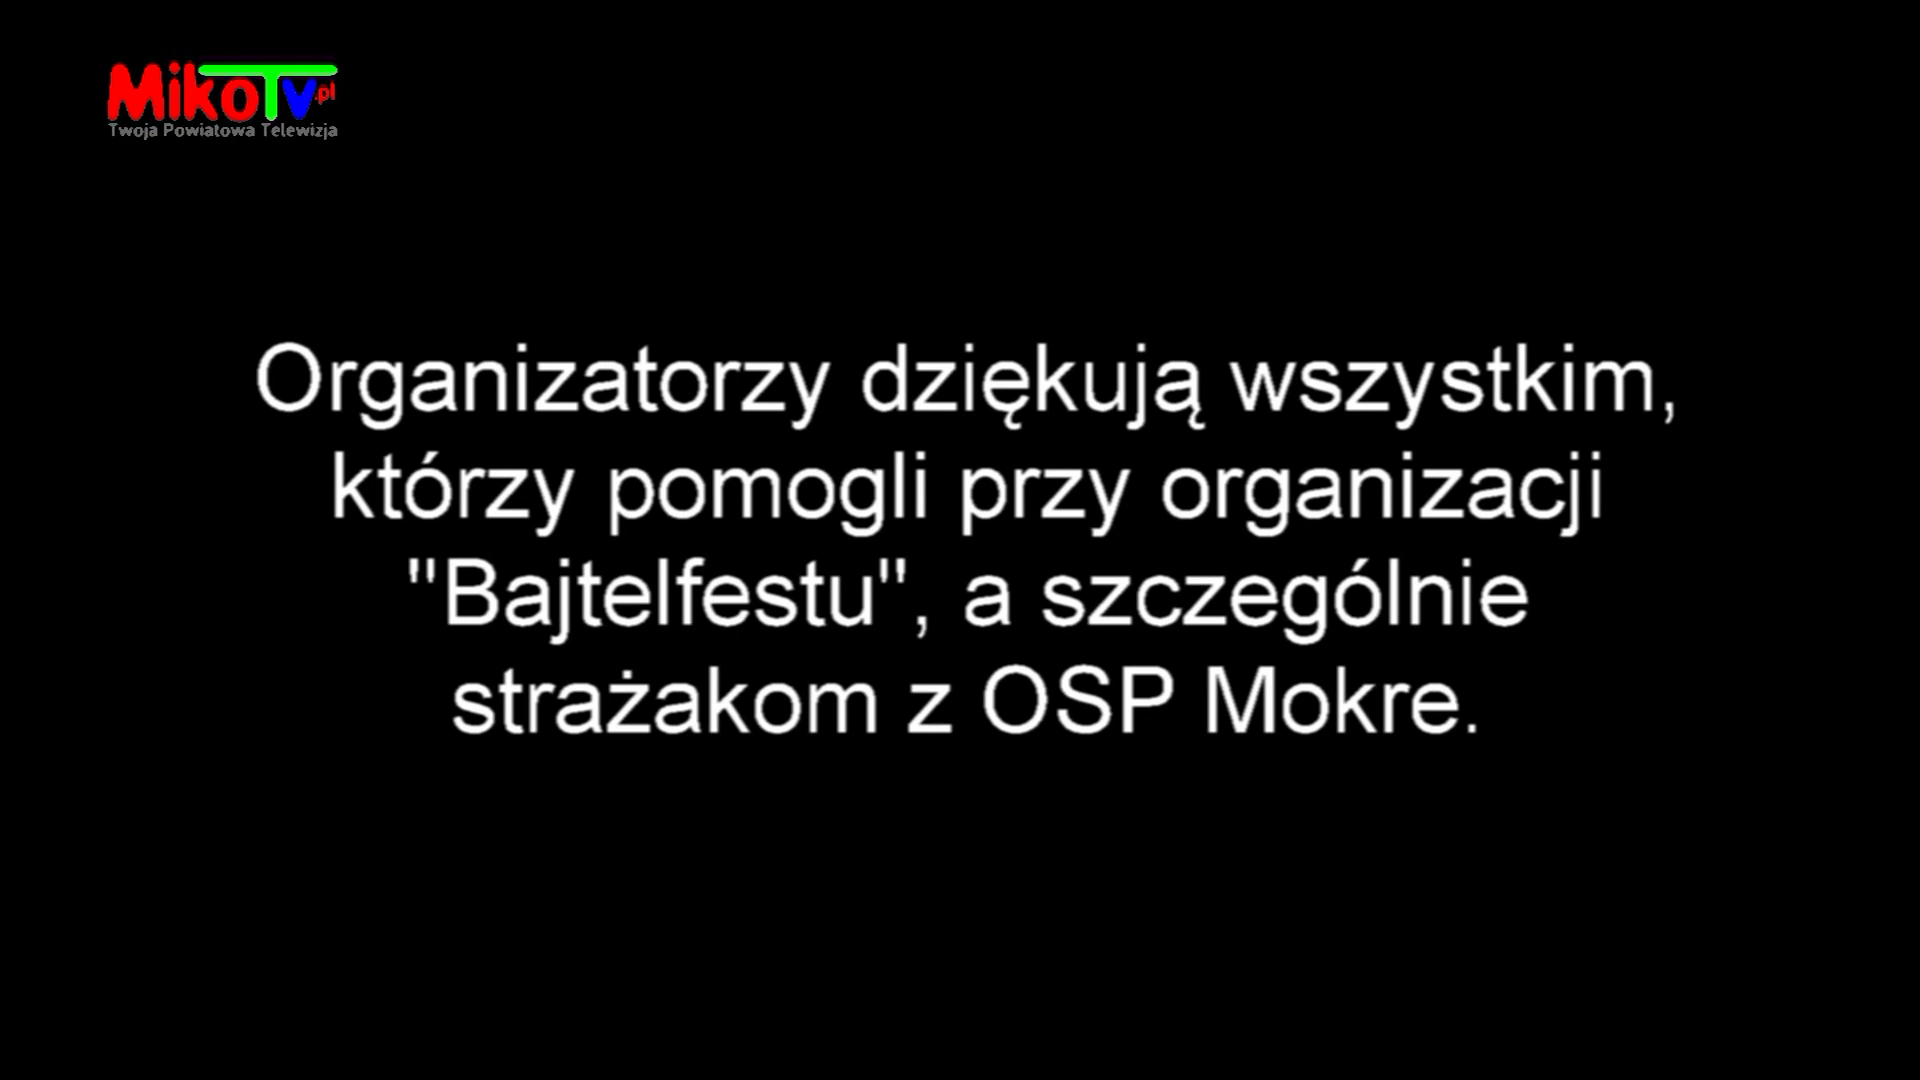 MikoTv.pl
Twoja Powiatowa Telewizja
Organizatorzy dziękują wszystkim,
którzy pomogli przy organizacji
"Bajtelfestu", a szczególnie
strażakom z OSP Mokre.